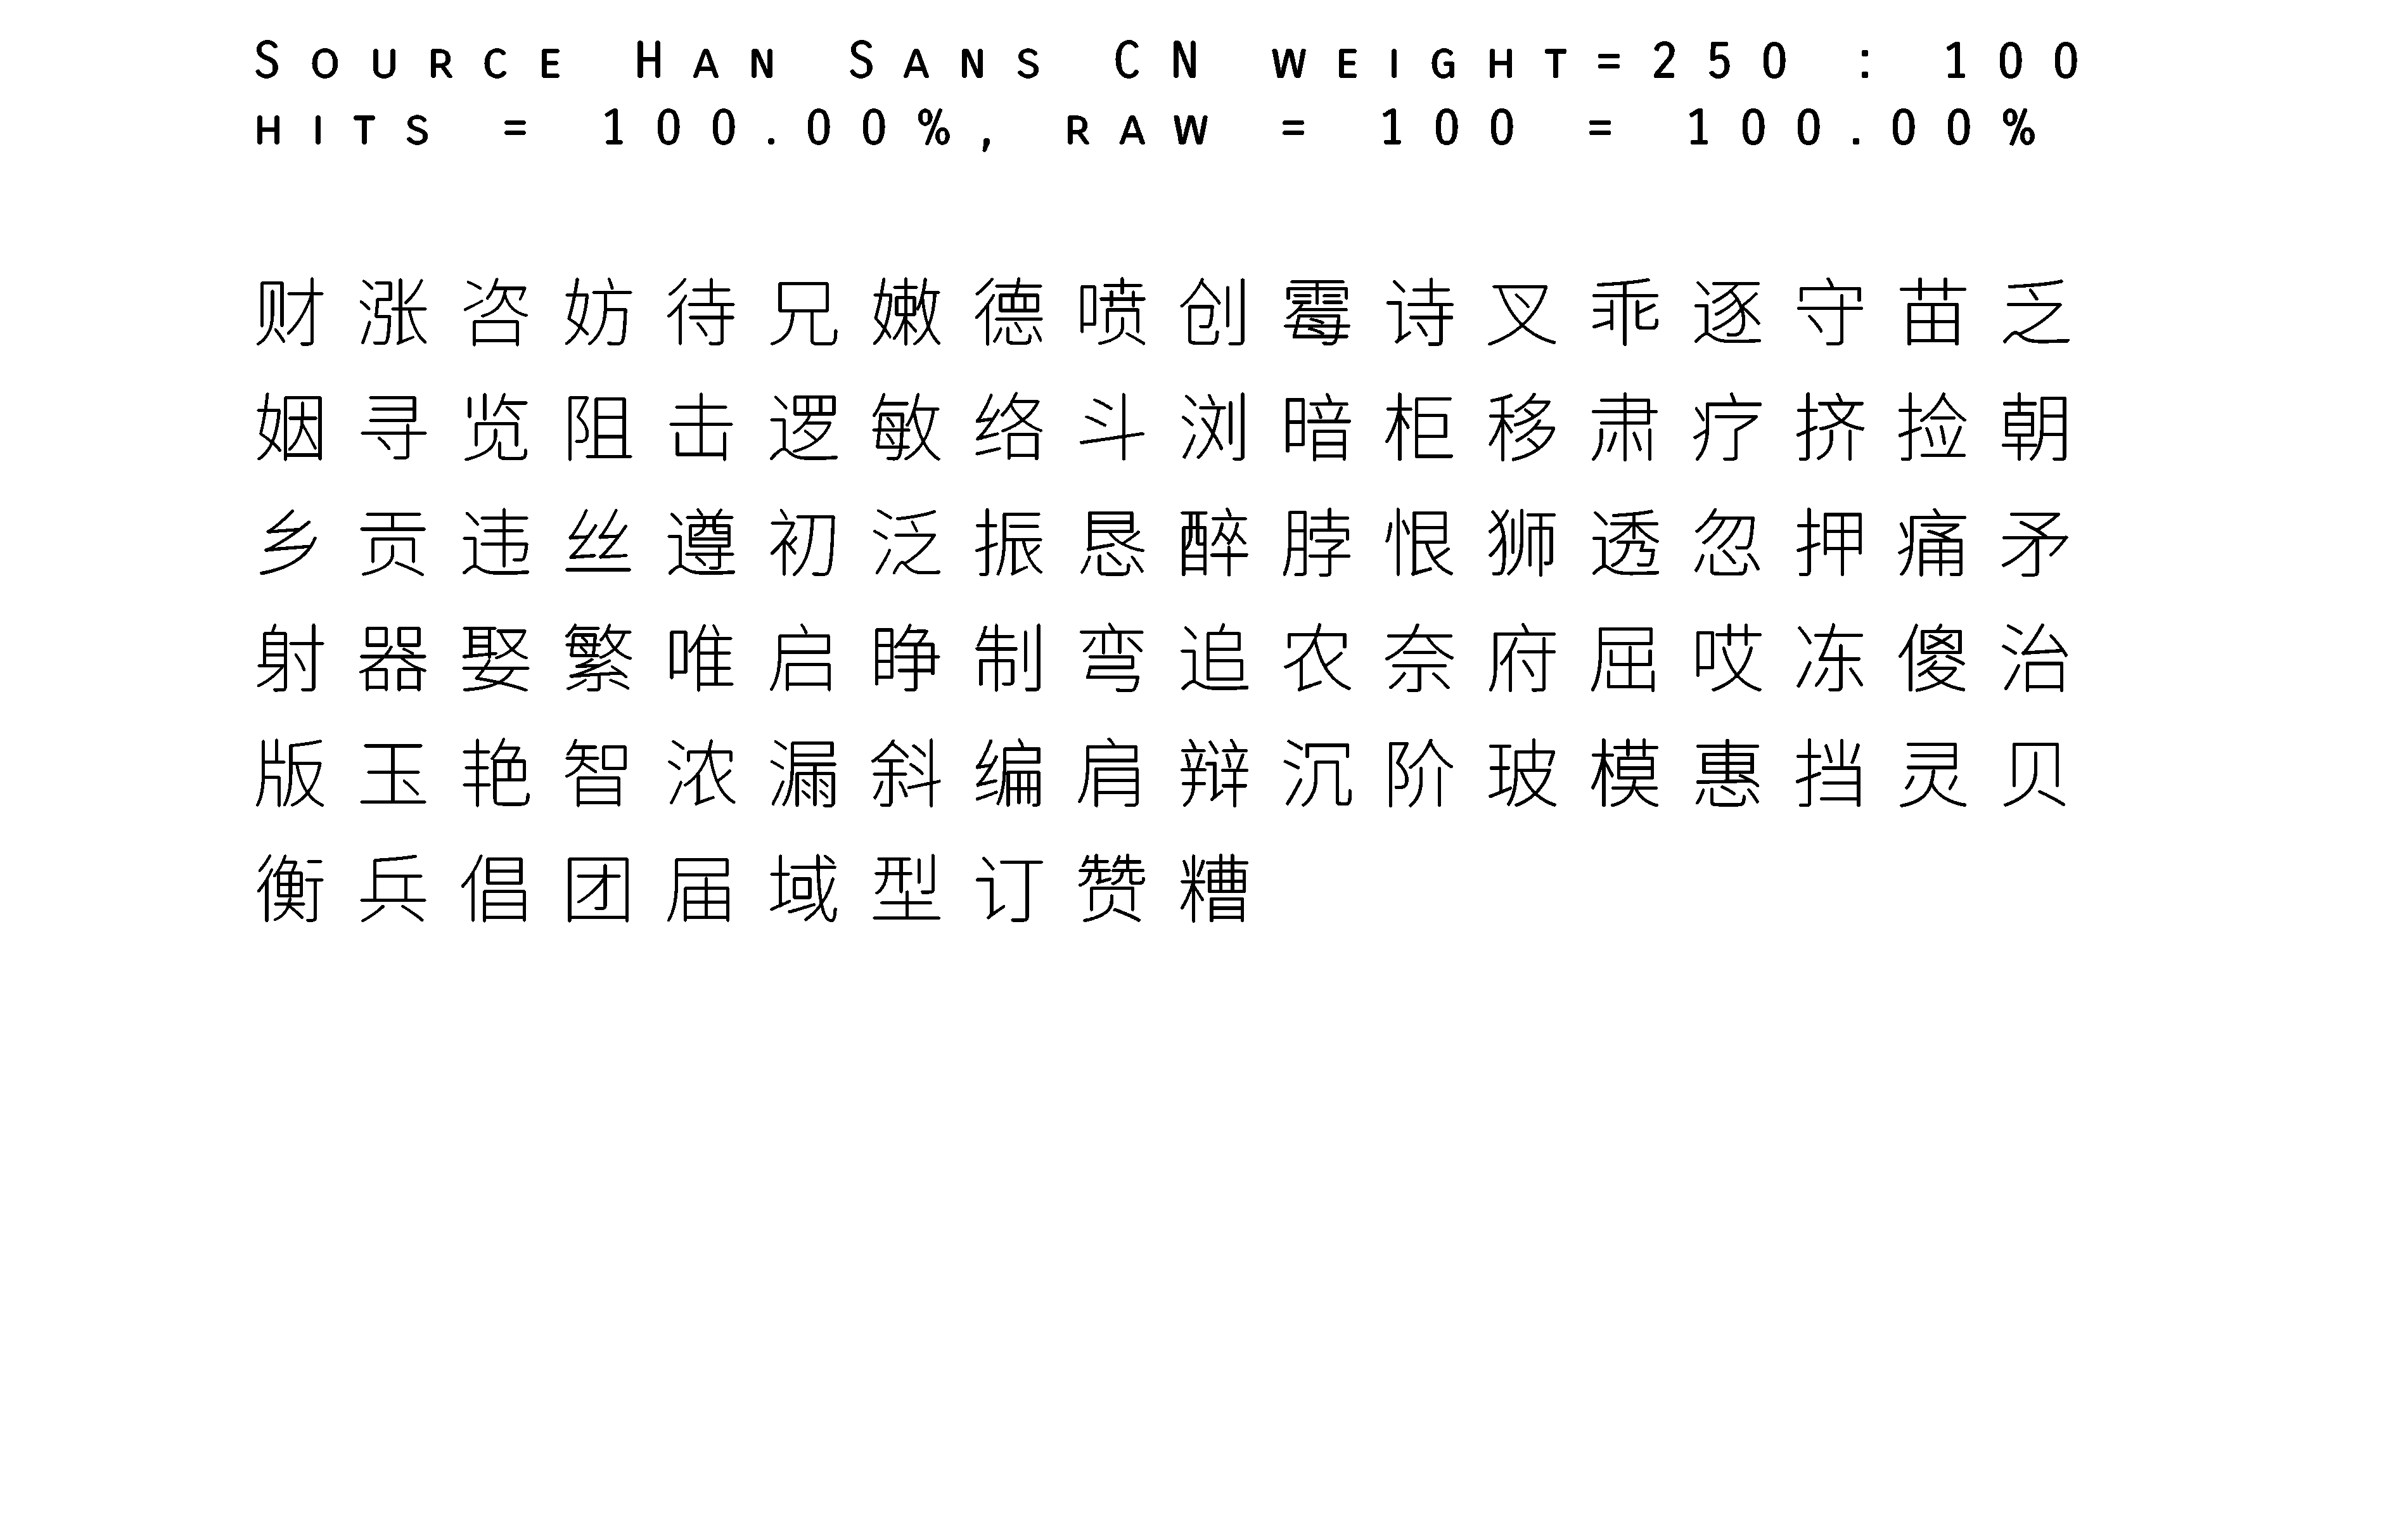 Source Han Sans CN weight=250 : 100
hits = 100.00%, raw = 100 = 100.00%
财涨咨妨待兄嫩德喷创霉诗叉乖逐守苗乏
姻寻览阻击逻敏络斗浏暗柜移肃疗挤捡朝
乡贡违丝遵初泛振恳醉脖恨狮透忽押痛矛
射器娶繁唯启睁制弯追农奈府屈哎冻傻治
版玉艳智浓漏斜编肩辩沉阶玻模惠挡灵贝
衡兵倡团届域型订赞糟